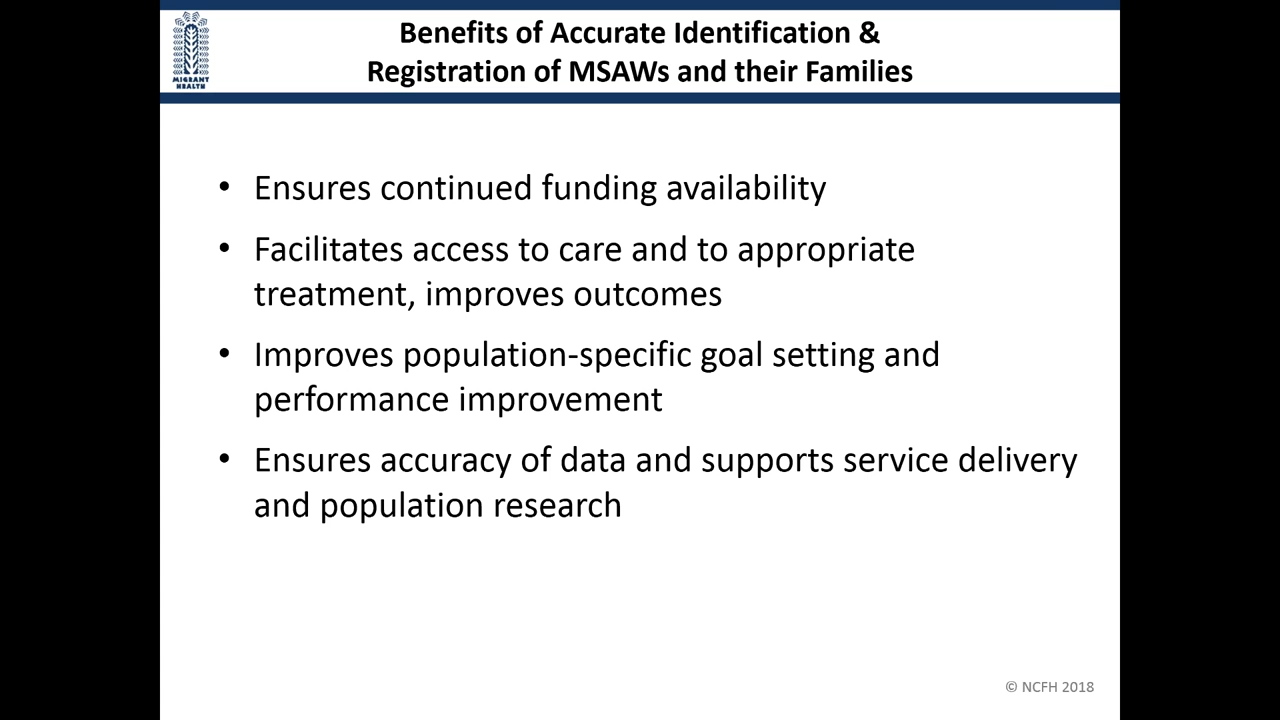 MIGRANT
HEALTH
Benefits of Accurate Identification &
Registration of MSAWs and their Families
• Ensures continued funding availability
• Facilitates access to care and to appropriate
treatment, improves outcomes
• Improves population-specific goal setting and
performance improvement
• Ensures accuracy of data and supports service delivery
and population research
© NCFH 2018